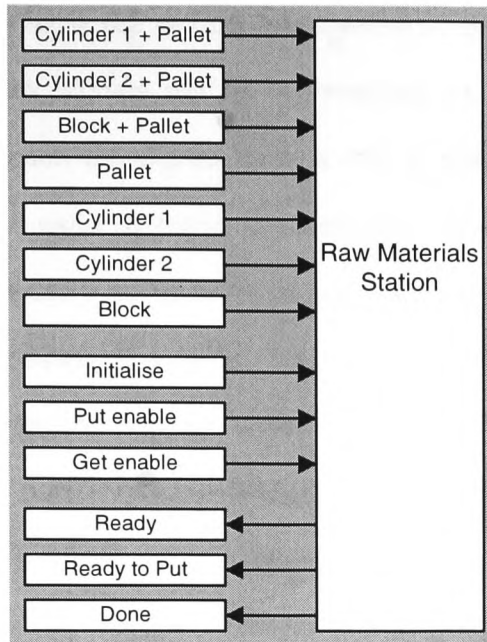 Cylinder 1 + Pallet
Cylinder 2 + Pallet
Block + Pallet
Pallet
Cylinder 1
Cylinder 2
Block
Initialise
Put enable
Get enable
Ready
Ready to Put
Done
Raw Materials
Station